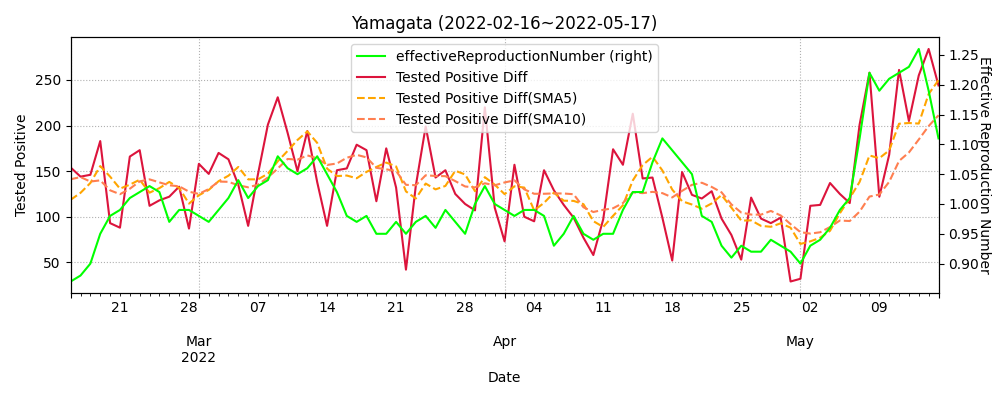 Yamagata (2022-02-16~2022-05-17)
effectiveReproductionNumber (right)
Tested Positive Diff
Tested Positive Diff(SMA5)
Tested Positive Diff(SMA10)
Tested Positive
250
200
150
100
50
1.25
1.20
1.15
1.10
1.05
1.00
0.95
0.90
Effective Reproduction Number
21 28 07 14 21 28 04 11 18 25 02 09
Mar Apr May
2022
Date